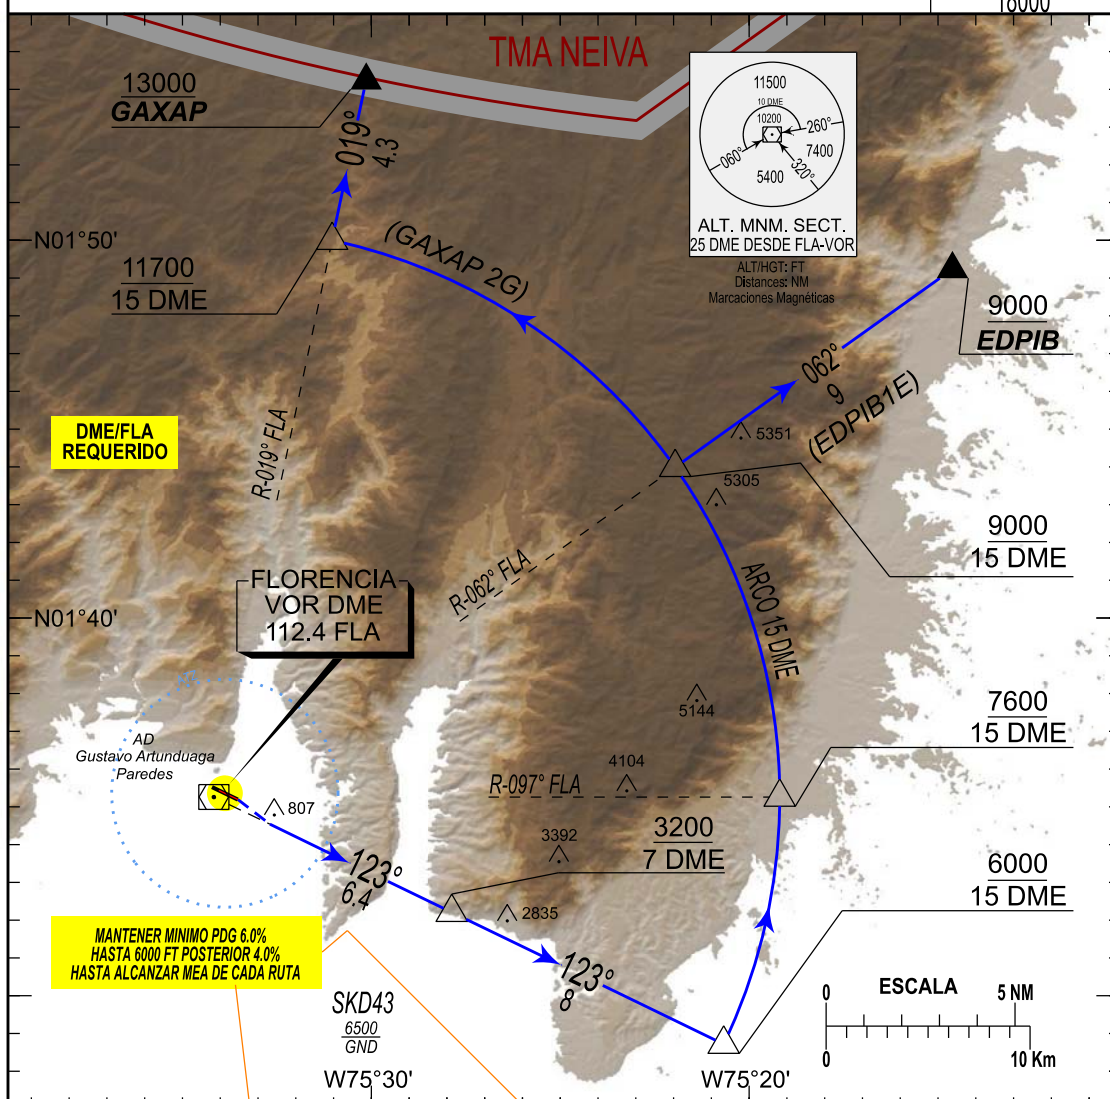 18000
TMA NEIVA
13000
GAXAP
019°
4.3
11500
10 DME
10200
260°
060°
7400
320°
5400
ALT. MNM. SECT.
25 DME DESDE FLA-VOR
ALT/HGT: FT
Distances: NM
Marcaciones Magnéticas
N01°50'
(GAXAP 2G)
11700
15 DME
9000
EDPIB
062°
9
(EDPIB1E)
DME/FLA
REQUERIDO
R-019° FLA
5351
5305
9000
15 DME
R-062° FLA
ARCO 15 DME
FLORENCIA
VOR DME
112.4 FLA
N01°40'
5144
7600
15 DME
AD
Gustavo Artunduaga
Paredes
4104
R-097° FLA
807
3200
7 DME
3392
123°
6.4
2835
6000
15 DME
MANTENER MINIMO PDG 6.0%
HASTA 6000 FT POSTERIOR 4.0%
HASTA ALCANZAR MEA DE CADA RUTA
123°
8
SKD43
6500
GND
0 ESCALA 5 NM
0 10 Km
W75°30'
W75°20'